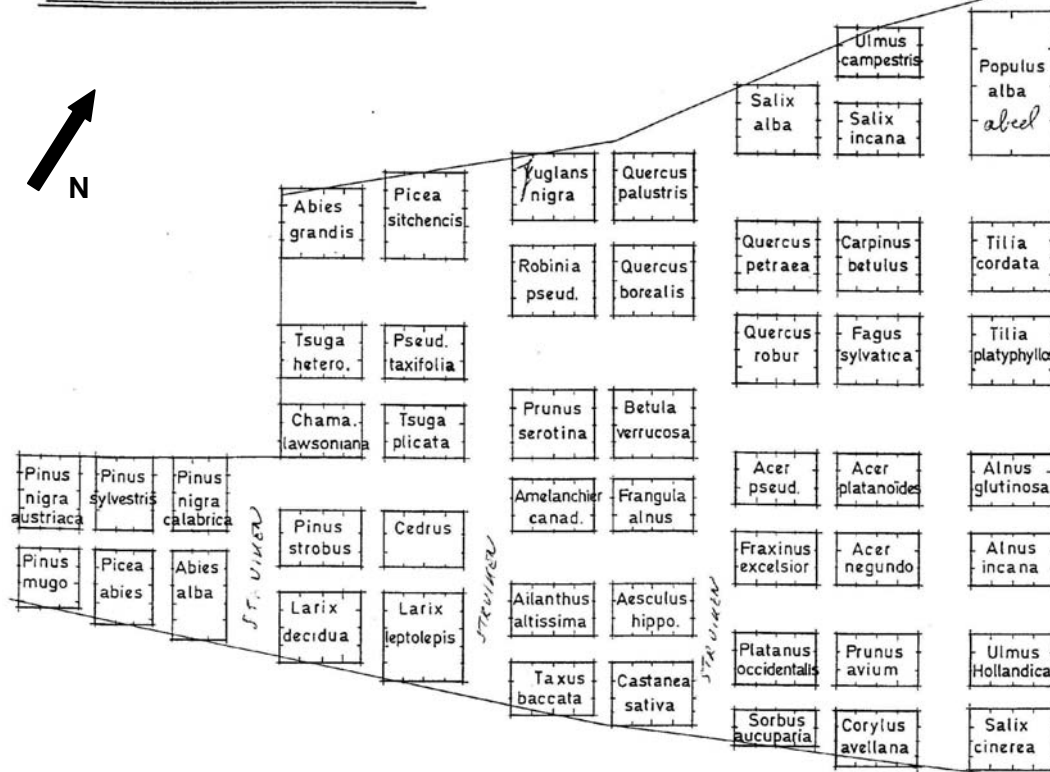 N
Ulmus
campestris
Populus
alba
abeel
Salix
alba
Salix
incana
Abies
grandis
Picea
sitchencis
Yuglans
nigra
Quercus
palustris
Quercus
petraea
Carpinus
betulus
Tilia
cordata
Robinia
pseud.
Quercus
borealis
Tsuga
hetero.
Pseud.
taxifolia
Quercus
robur
Fagus
sylvatica
Tilia
platyphyllos
Chama.
lawsoniana
Tsuga
plicata
Prunus
serotina
Betula
verrucosa
Pinus
nigra
austriaca
Pinus
sylvestris
Pinus
nigra
calabrica
Amelanchier
canad.
Frangula
alnus
Acer
pseud.
Acer
platanoïdes
Alnus
glutinosa
Pinus
strobus
Cedrus
STRUIKEN
Pinus
mugo
Picea
abies
Abies
alba
Fraxinus
excelsior
Acer
negundo
Alnus
incana
Larix
decidua
Larix
leptolepis
STRUIKEN
Ailanthus
altissima
Aesculus
hippo.
STRUIKEN
Platanus
occidentalis
Prunus
avium
Ulmus
Hollandica
Taxus
baccata
Castanea
sativa
Sorbus
aucuparia
Corylus
avellana
Salix
cinerea